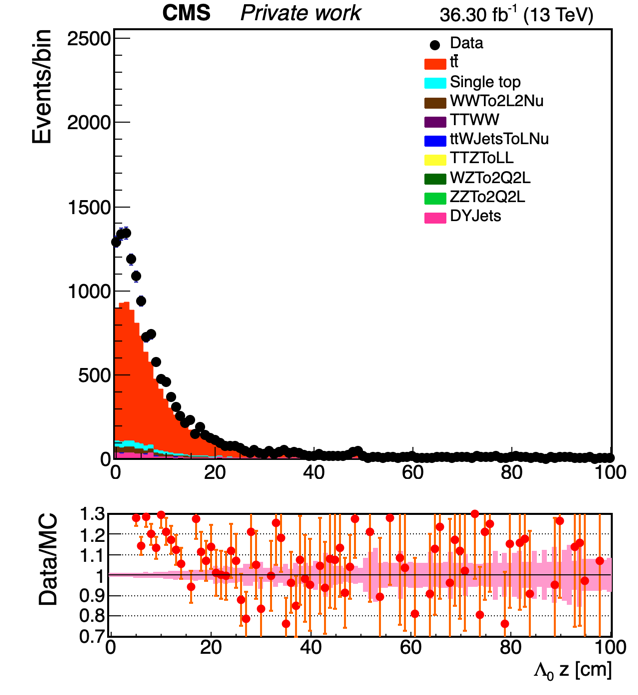 CMS Private work 36.30 fb⁻¹ (13 TeV)
Events/bin
2500
2000
1500
1000
500
0
Data
tt̄
Single top
WWTo2L2Nu
TTWW
ttWJetsToLNu
TTZToLL
WZTo2Q2L
ZZTo2Q2L
DYJets
0 20 40 60 80 100
Data/MC
1.3
1.2
1.1
1
0.9
0.8
0.7
0 20 40 60 80 100
Λ₀ z [cm]